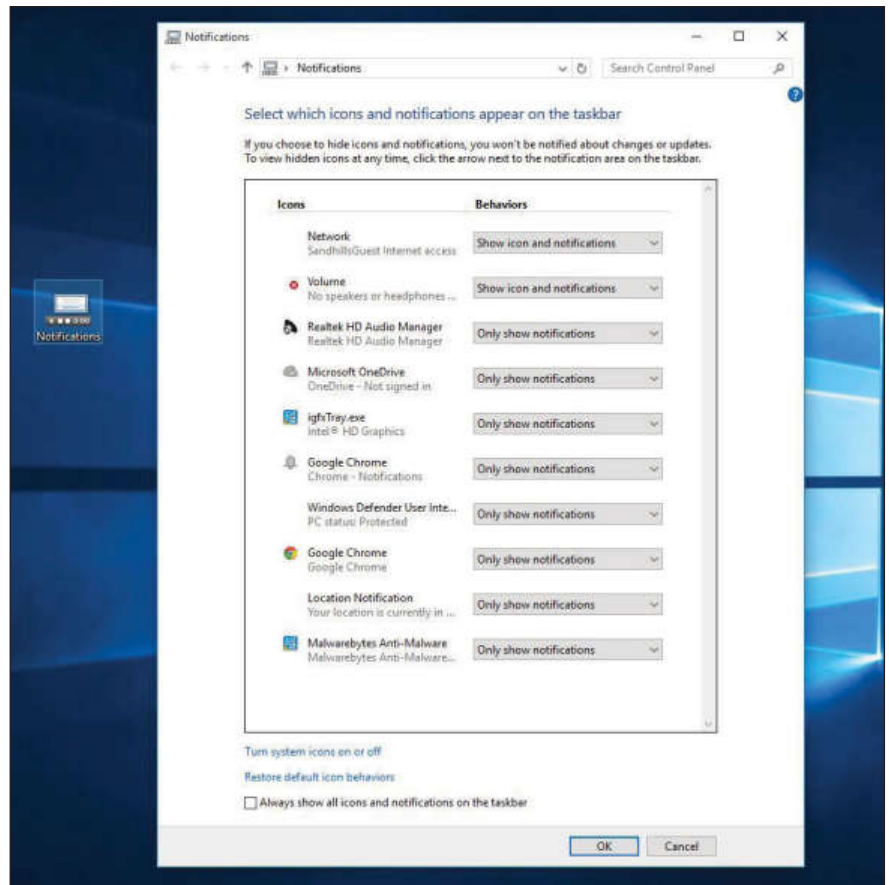 Notifications
Notifications
Search Control Panel
Select which icons and notifications appear on the taskbar
If you choose to hide icons and notifications, you won't be notified about changes or updates.
To view hidden icons at any time, click the arrow next to the notification area on the taskbar.
Icons Behaviors
Network
SandhillsGuest Internet access
Show icon and notifications
Volume
No speakers or headphones ...
Show icon and notifications
Realtek HD Audio Manager
Realtek HD Audio Manager
Only show notifications
Microsoft OneDrive
OneDrive - Not signed in
Only show notifications
igfxTray.exe
Intel® HD Graphics
Only show notifications
Google Chrome
Chrome - Notifications
Only show notifications
Windows Defender User Inte...
PC status: Protected
Only show notifications
Google Chrome
Google Chrome
Only show notifications
Location Notification
Your location is currently in ...
Only show notifications
Malwarebytes Anti-Malware
Malwarebytes Anti-Malware...
Only show notifications
Turn system icons on or off
Restore default icon behaviors
Always show all icons and notifications on the taskbar
OK Cancel
Notifications